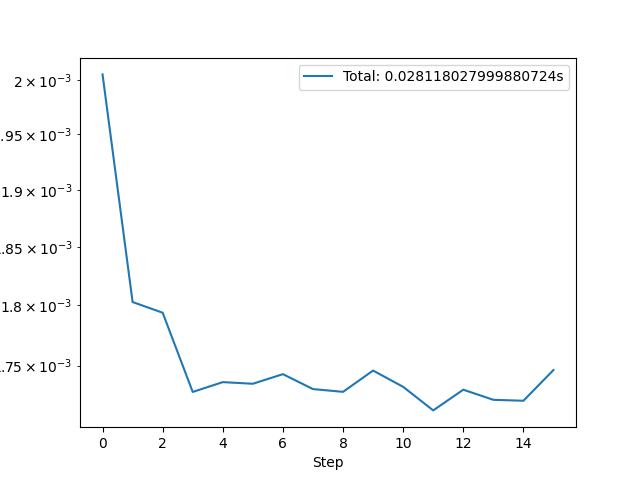 Total: 0.028118027999880724s
2 × 10⁻³
.95 × 10⁻³
1.9 × 10⁻³
.85 × 10⁻³
1.8 × 10⁻³
.75 × 10⁻³
0 2 4 6 8 10 12 14
Step